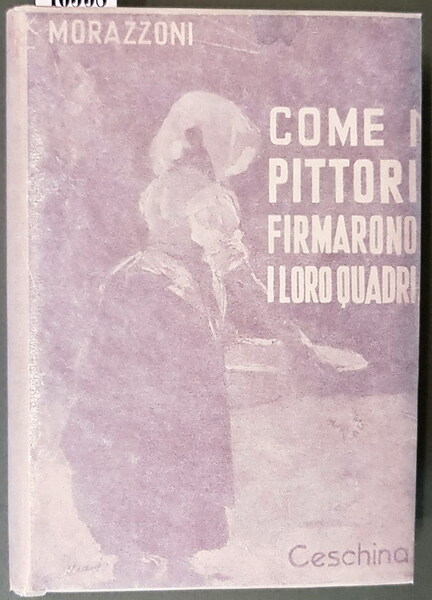 MORAZZONI
COME I
PITTORI
FIRMARONO
I LORO QUADRI
Ceschina